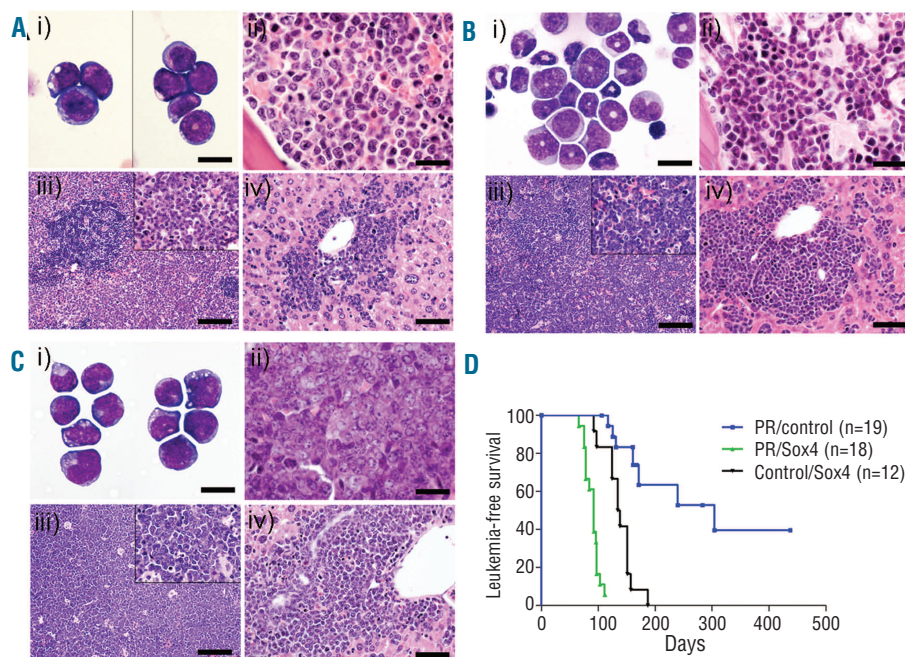 A
i)
ii)
iii)
iv)
B
i)
ii)
iii)
iv)
C
i)
ii)
iii)
iv)
D
Leukemia-free survival
100
80
60
40
20
0
0 100 200 300 400 500
Days
PR/control (n=19)
PR/Sox4 (n=18)
Control/Sox4 (n=12)